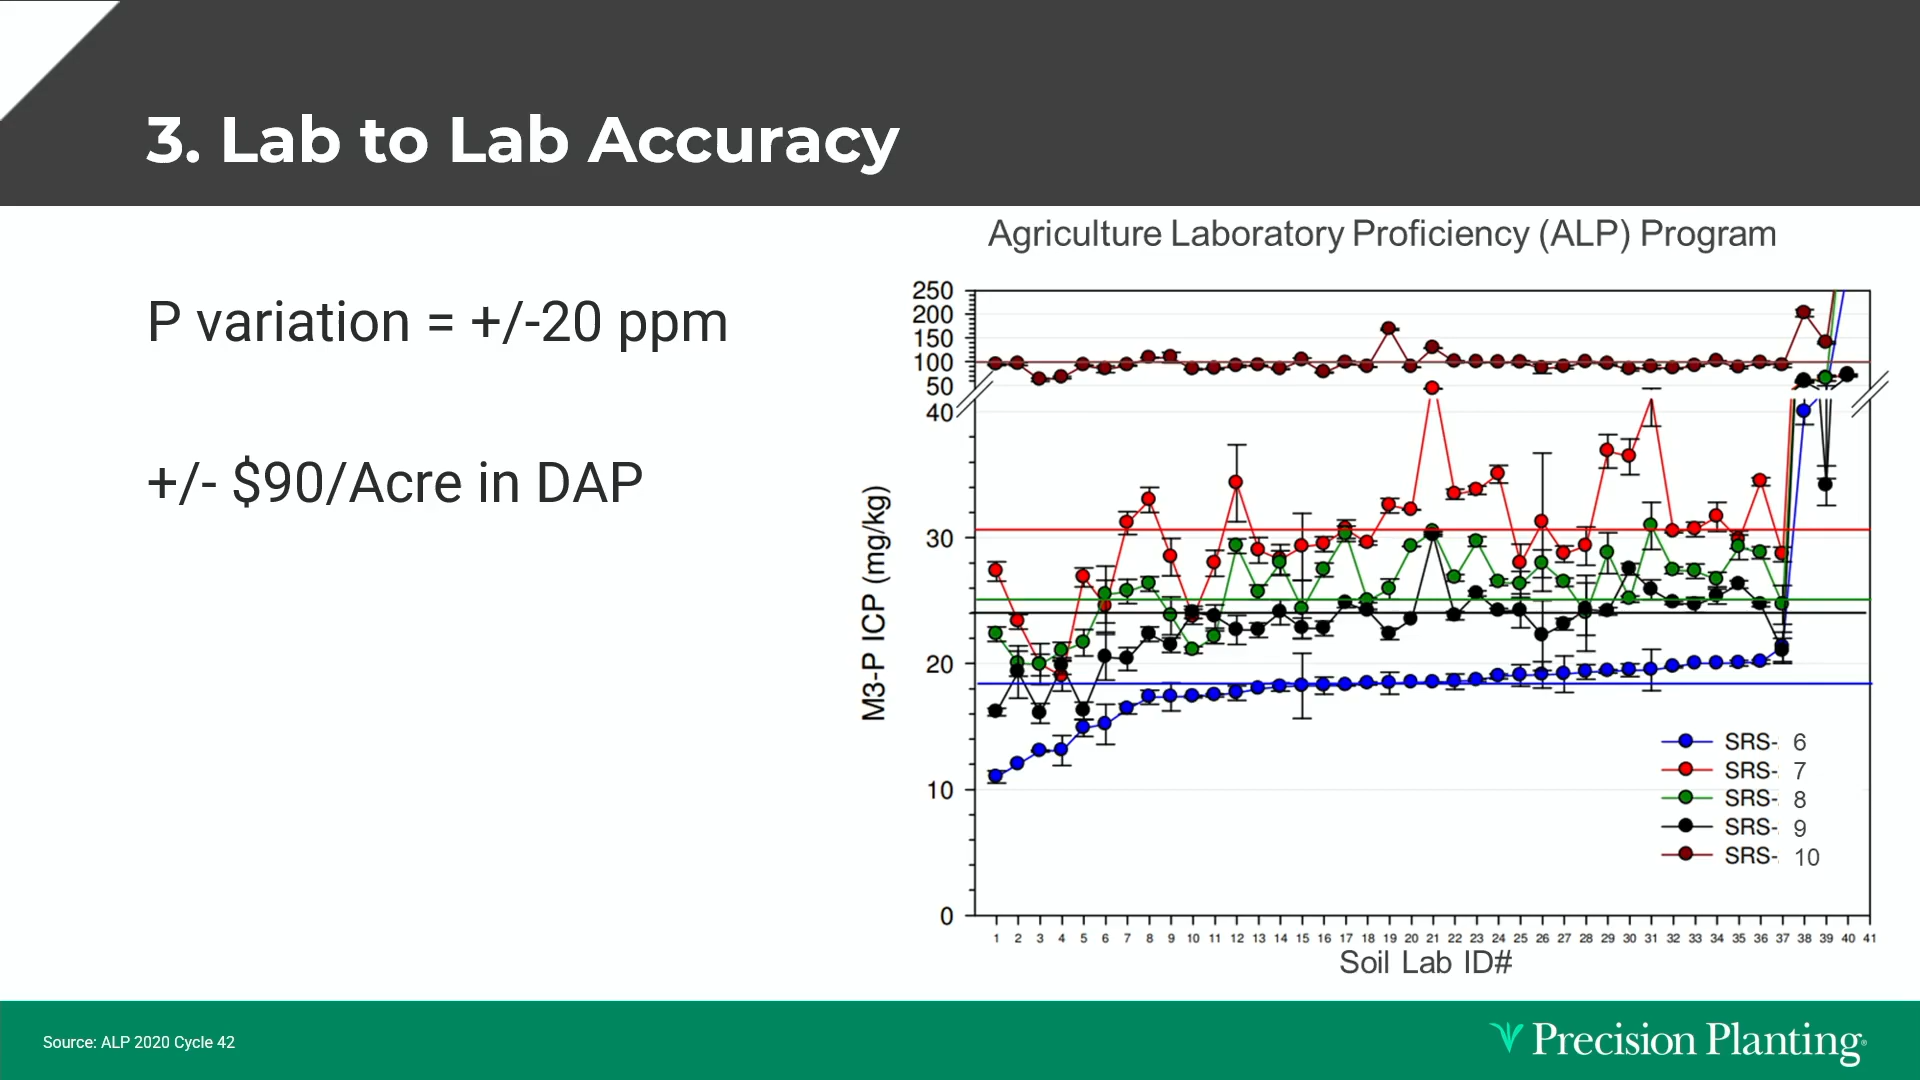 3. Lab to Lab Accuracy
P variation = +/-20 ppm
+/- $90/Acre in DAP
Agriculture Laboratory Proficiency (ALP) Program
250
200
150
100
50
40
30
20
10
0
M3-P ICP (mg/kg)
SRS- 6
SRS- 7
SRS- 8
SRS- 9
SRS- 10
1 2 3 4 5 6 7 8 9 10 11 12 13 14 15 16 17 18 19 20 21 22 23 24 25 26 27 28 29 30 31 32 33 34 35 36 37 38 39 40 41
Soil Lab ID#
Source: ALP 2020 Cycle 42
Precision Planting